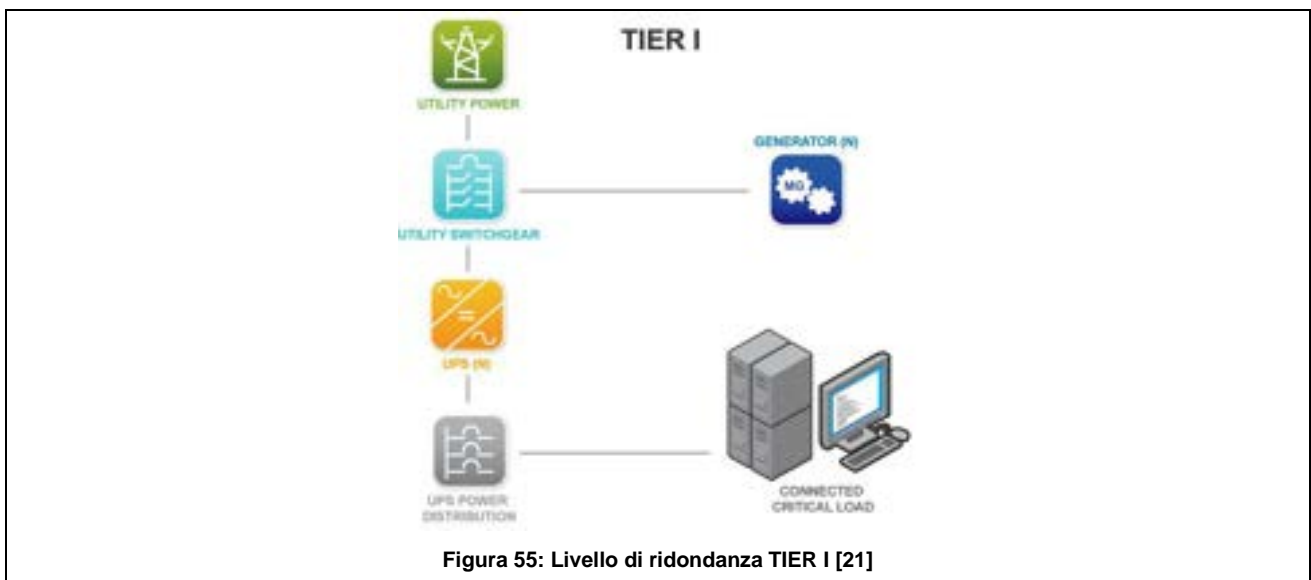 TIER I
UTILITY POWER
GENERATOR (N)
MG
UTILITY SWITCHGEAR
UPS (N)
UPS POWER
DISTRIBUTION
CONNECTED
CRITICAL LOAD
Figura 55: Livello di ridondanza TIER I [21]